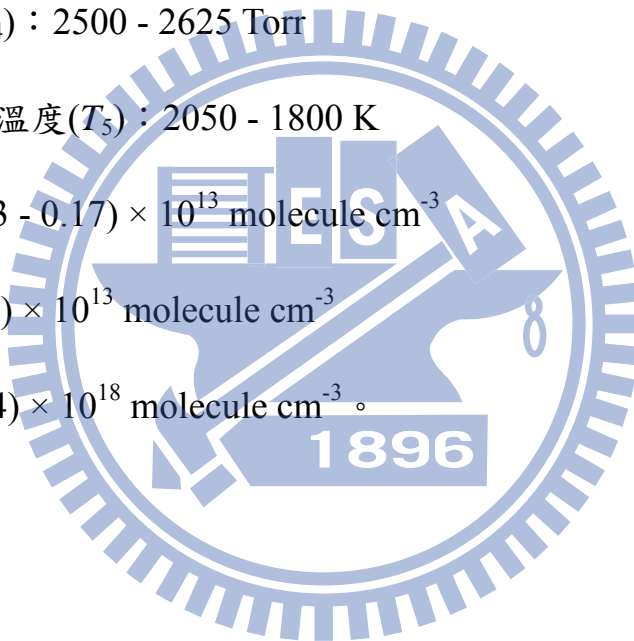 )：2500 - 2625 Torr
溫度(T5)：2050 - 1800 K
3 - 0.17) × 10^13 molecule cm^-3
) × 10^13 molecule cm^-3
4) × 10^18 molecule cm^-3。
E S A
1896